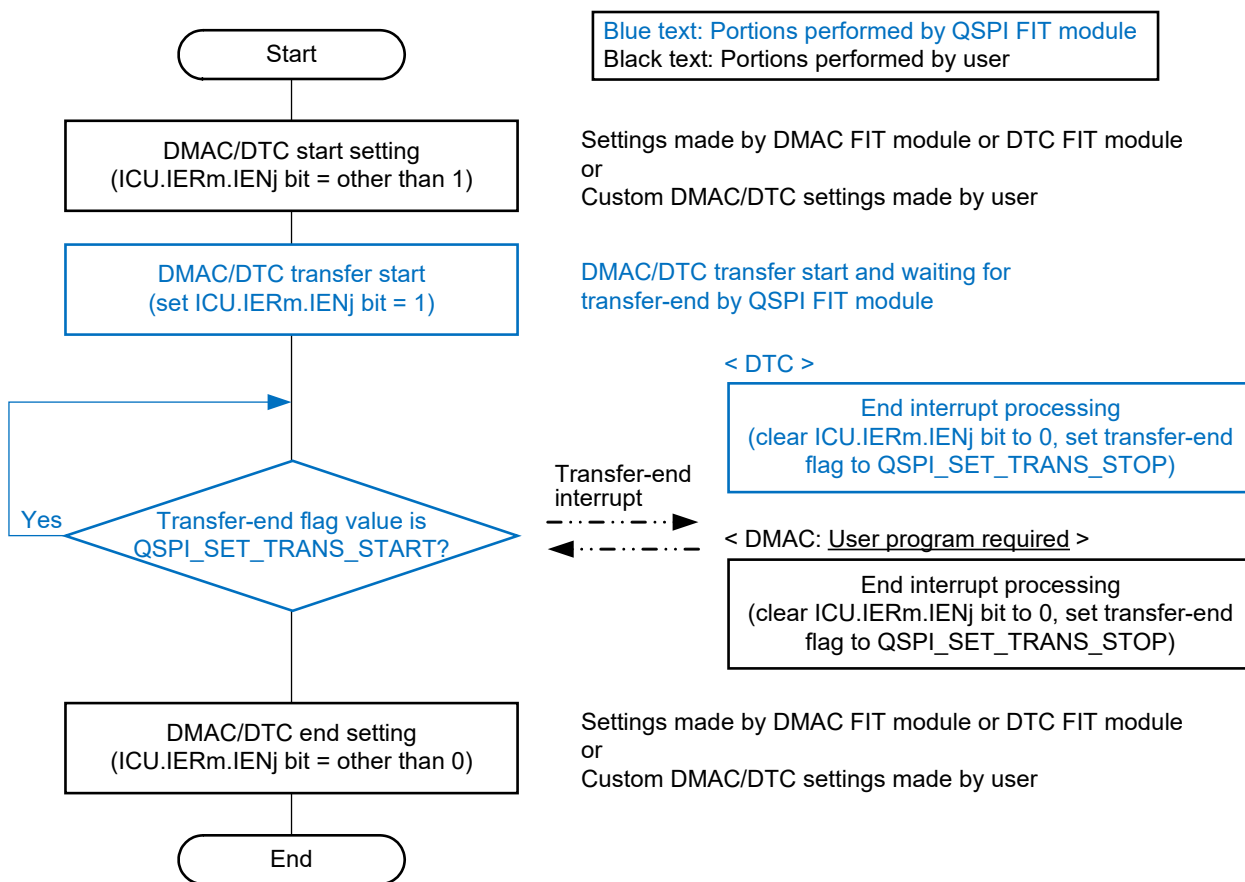 Start
Blue text: Portions performed by QSPI FIT module
Black text: Portions performed by user
DMAC/DTC start setting
(ICU.IERm.IENj bit = other than 1)
Settings made by DMAC FIT module or DTC FIT module
or
Custom DMAC/DTC settings made by user
DMAC/DTC transfer start
(set ICU.IERm.IENj bit = 1)
DMAC/DTC transfer start and waiting for
transfer-end by QSPI FIT module
< DTC >
End interrupt processing
(clear ICU.IERm.IENj bit to 0, set transfer-end
flag to QSPI_SET_TRANS_STOP)
Transfer-end
interrupt
Yes
Transfer-end flag value is
QSPI_SET_TRANS_START?
< DMAC: User program required >
End interrupt processing
(clear ICU.IERm.IENj bit to 0, set transfer-end
flag to QSPI_SET_TRANS_STOP)
DMAC/DTC end setting
(ICU.IERm.IENj bit = other than 0)
Settings made by DMAC FIT module or DTC FIT module
or
Custom DMAC/DTC settings made by user
End